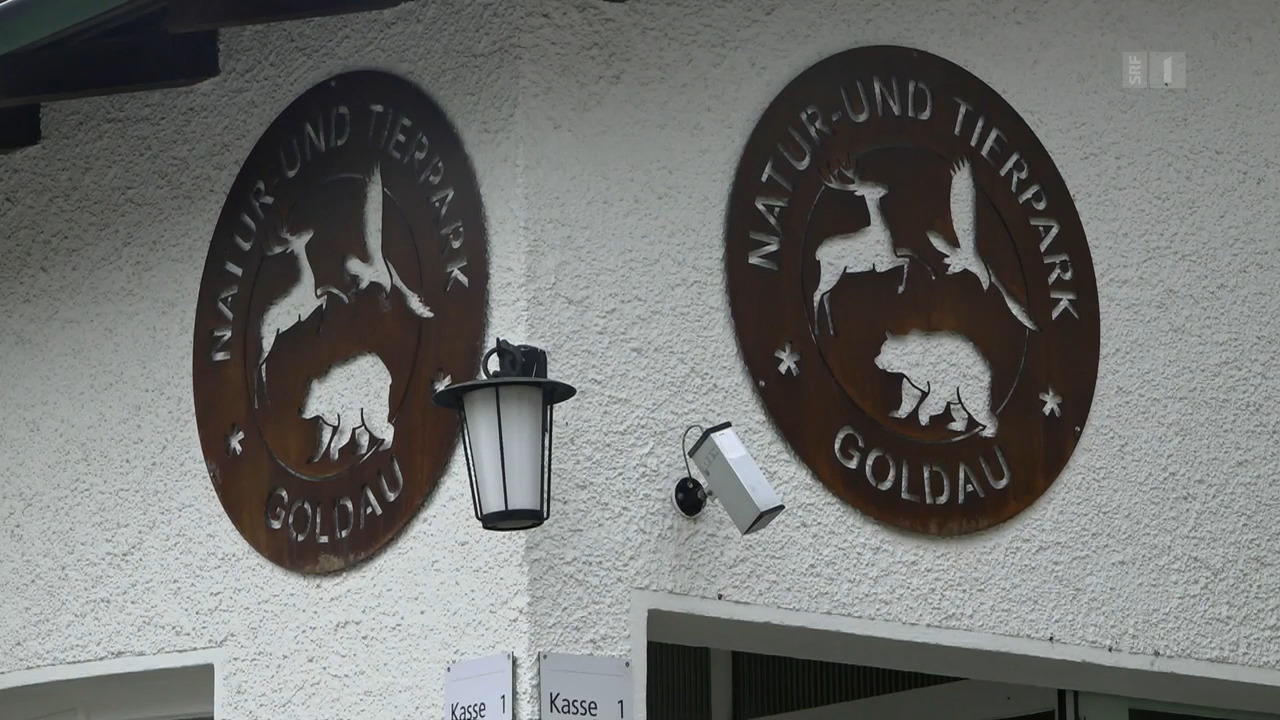 NATUR-UND TIERPARK
GOLDAU
NATUR-UND TIERPARK
GOLDAU
SRF 1
Kasse 1
Kasse 1